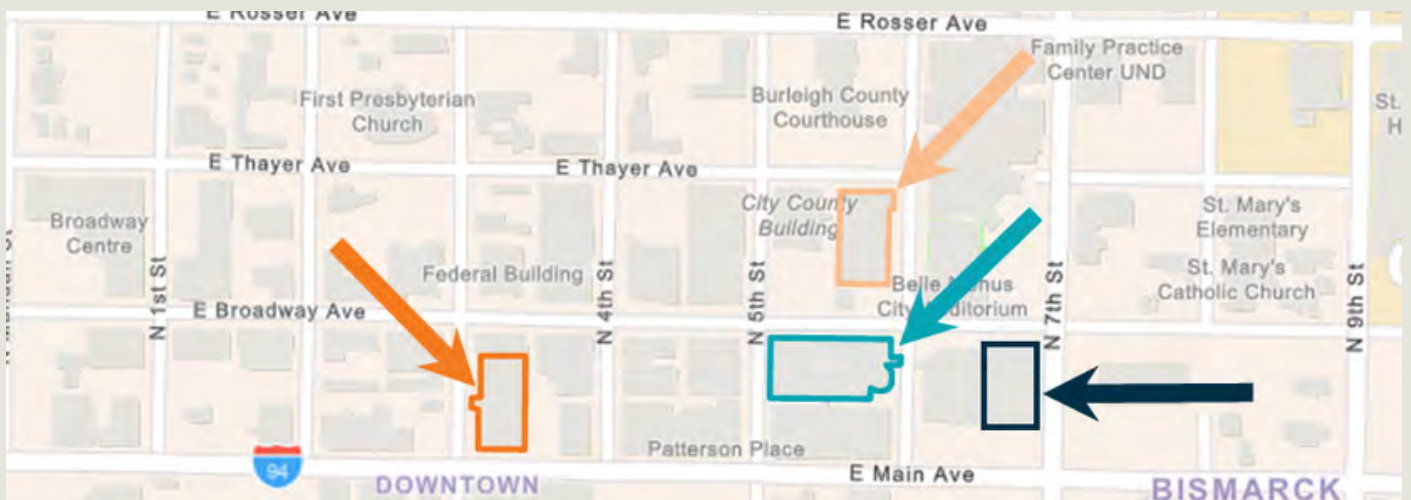 E Rosser Ave
E Rosser Ave
Family Practice
Center UND
First Presbyterian
Church
Burleigh County
Courthouse
St.
H
E Thayer Ave
E Thayer Ave
Broadway
Centre
City County
Building
St. Mary's
Elementary
Federal Building
N 1st St
N 4th St
N 5th St
N 7th St
N 9th St
Belle
City
St. Mary's
Catholic Church
E Broadway Ave
Patterson Place
94
E Main Ave
DOWNTOWN
BISMARCK